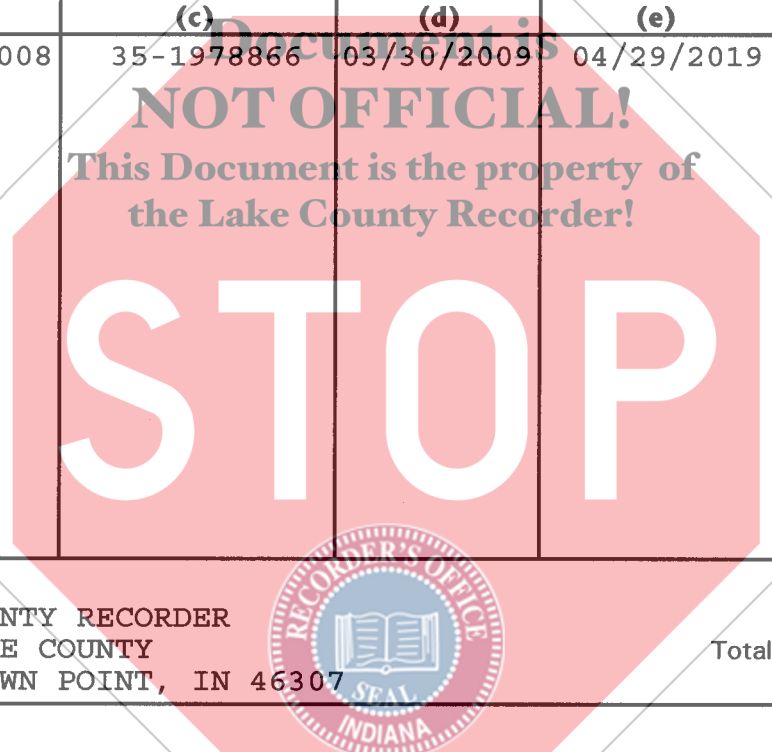 (c) (d) (e)
Document is
008 35-1978866 03/30/2009 04/29/2019
NOT OFFICIAL!
This Document is the property of
the Lake County Recorder!
STOP
NTY RECORDER
E COUNTY
Total
WN POINT, IN 46307
RECORDER'S OFFICE
SEAL
INDIANA